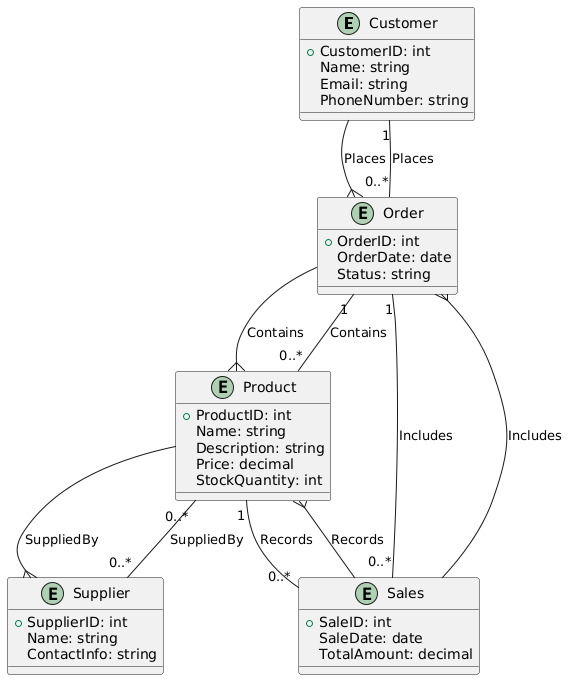 E Customer
CustomerID: int
Name: string
Email: string
PhoneNumber: string
1
Places
Places
0..*
E Order
OrderID: int
OrderDate: date
Status: string
1
1
Contains
Contains
0..*
E Product
ProductID: int
Name: string
Description: string
Price: decimal
StockQuantity: int
Includes
Includes
0..*
1
SuppliedBy
SuppliedBy
Records
Records
0..*
0..*
0..*
E Supplier
SupplierID: int
Name: string
ContactInfo: string
E Sales
SaleID: int
SaleDate: date
TotalAmount: decimal